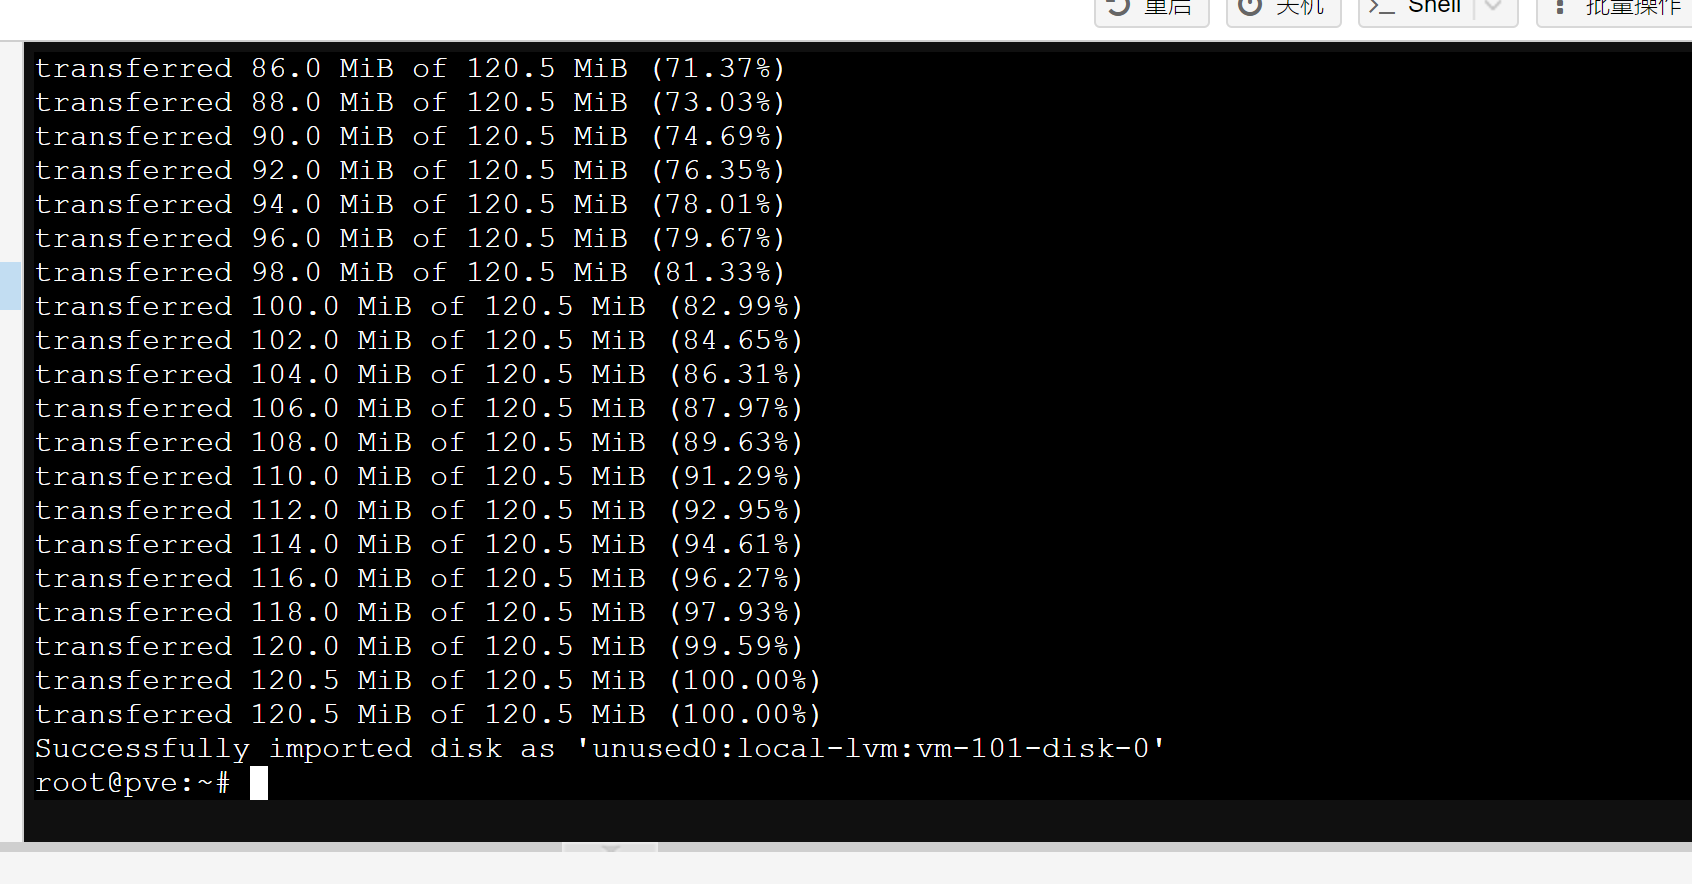 重启 关机 Shell 批量操作
transferred 86.0 MiB of 120.5 MiB (71.37%)
transferred 88.0 MiB of 120.5 MiB (73.03%)
transferred 90.0 MiB of 120.5 MiB (74.69%)
transferred 92.0 MiB of 120.5 MiB (76.35%)
transferred 94.0 MiB of 120.5 MiB (78.01%)
transferred 96.0 MiB of 120.5 MiB (79.67%)
transferred 98.0 MiB of 120.5 MiB (81.33%)
transferred 100.0 MiB of 120.5 MiB (82.99%)
transferred 102.0 MiB of 120.5 MiB (84.65%)
transferred 104.0 MiB of 120.5 MiB (86.31%)
transferred 106.0 MiB of 120.5 MiB (87.97%)
transferred 108.0 MiB of 120.5 MiB (89.63%)
transferred 110.0 MiB of 120.5 MiB (91.29%)
transferred 112.0 MiB of 120.5 MiB (92.95%)
transferred 114.0 MiB of 120.5 MiB (94.61%)
transferred 116.0 MiB of 120.5 MiB (96.27%)
transferred 118.0 MiB of 120.5 MiB (97.93%)
transferred 120.0 MiB of 120.5 MiB (99.59%)
transferred 120.5 MiB of 120.5 MiB (100.00%)
transferred 120.5 MiB of 120.5 MiB (100.00%)
Successfully imported disk as 'unused0:local-lvm:vm-101-disk-0'
root@pve:~#